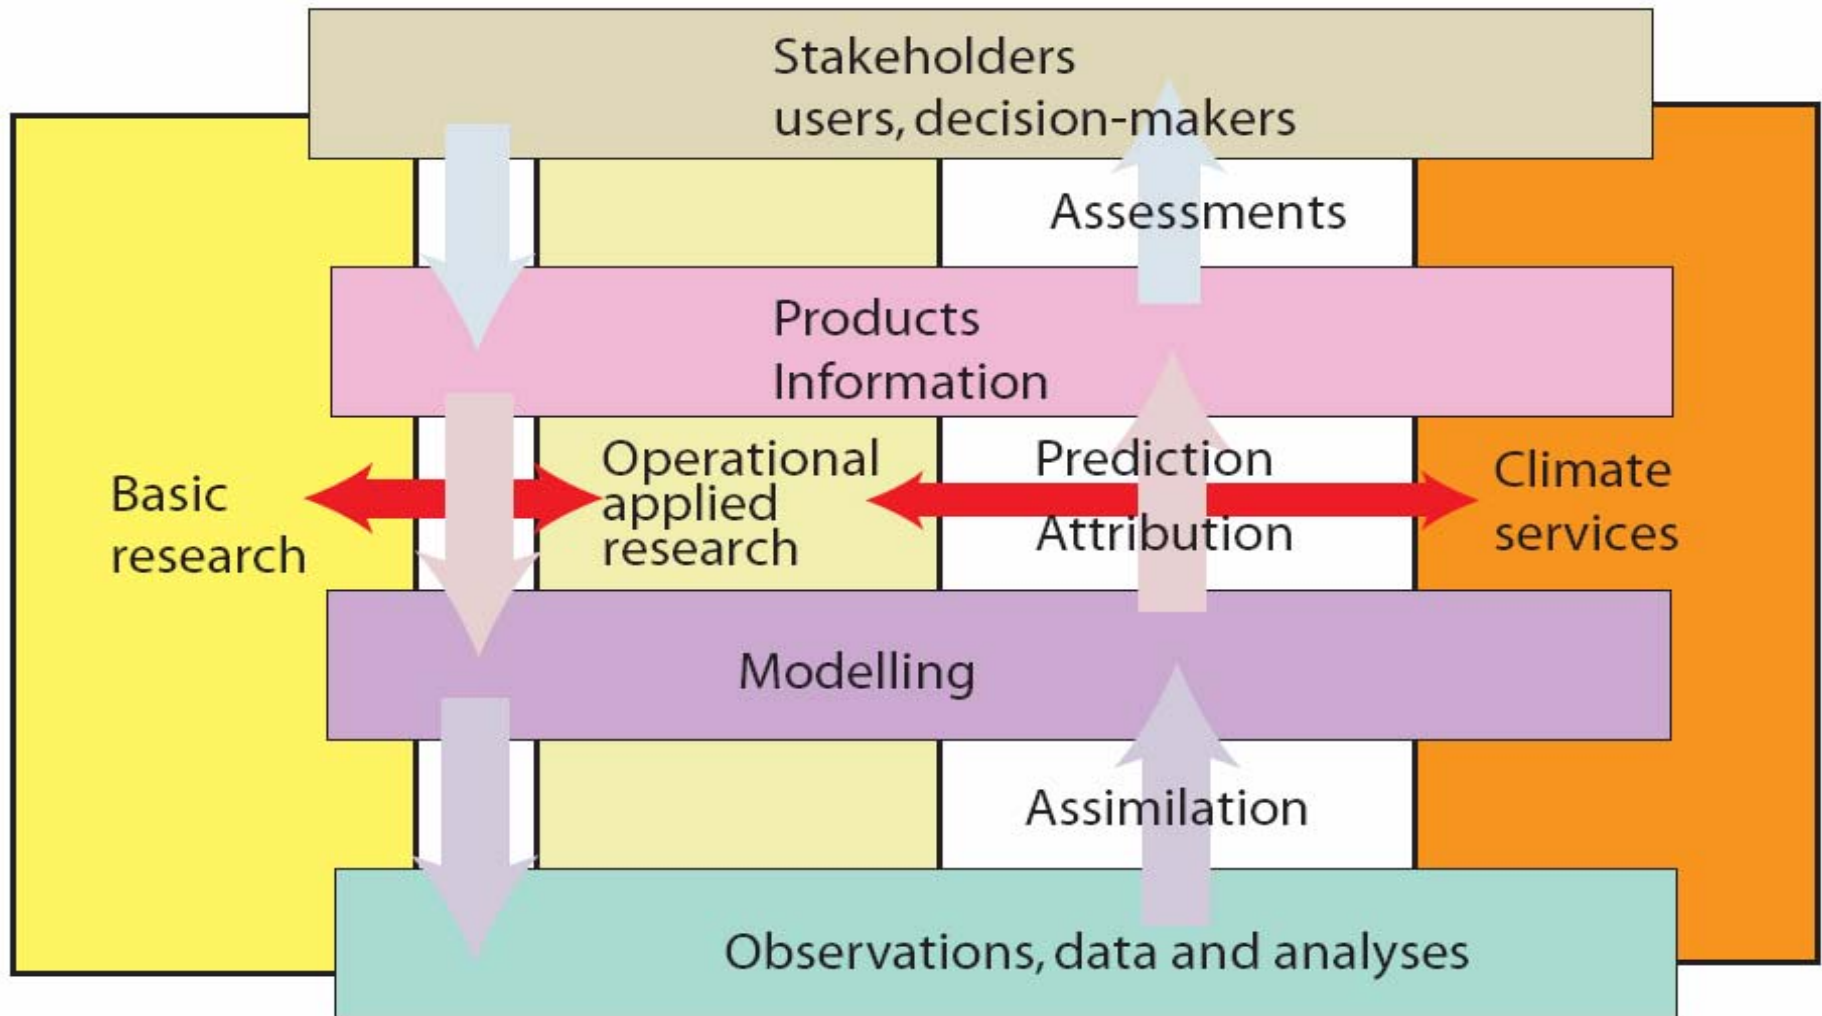 Stakeholders
users, decision-makers
Assessments
Products
Information
Basic
research
Operational
applied
research
Prediction
Attribution
Climate
services
Modelling
Assimilation
Observations, data and analyses